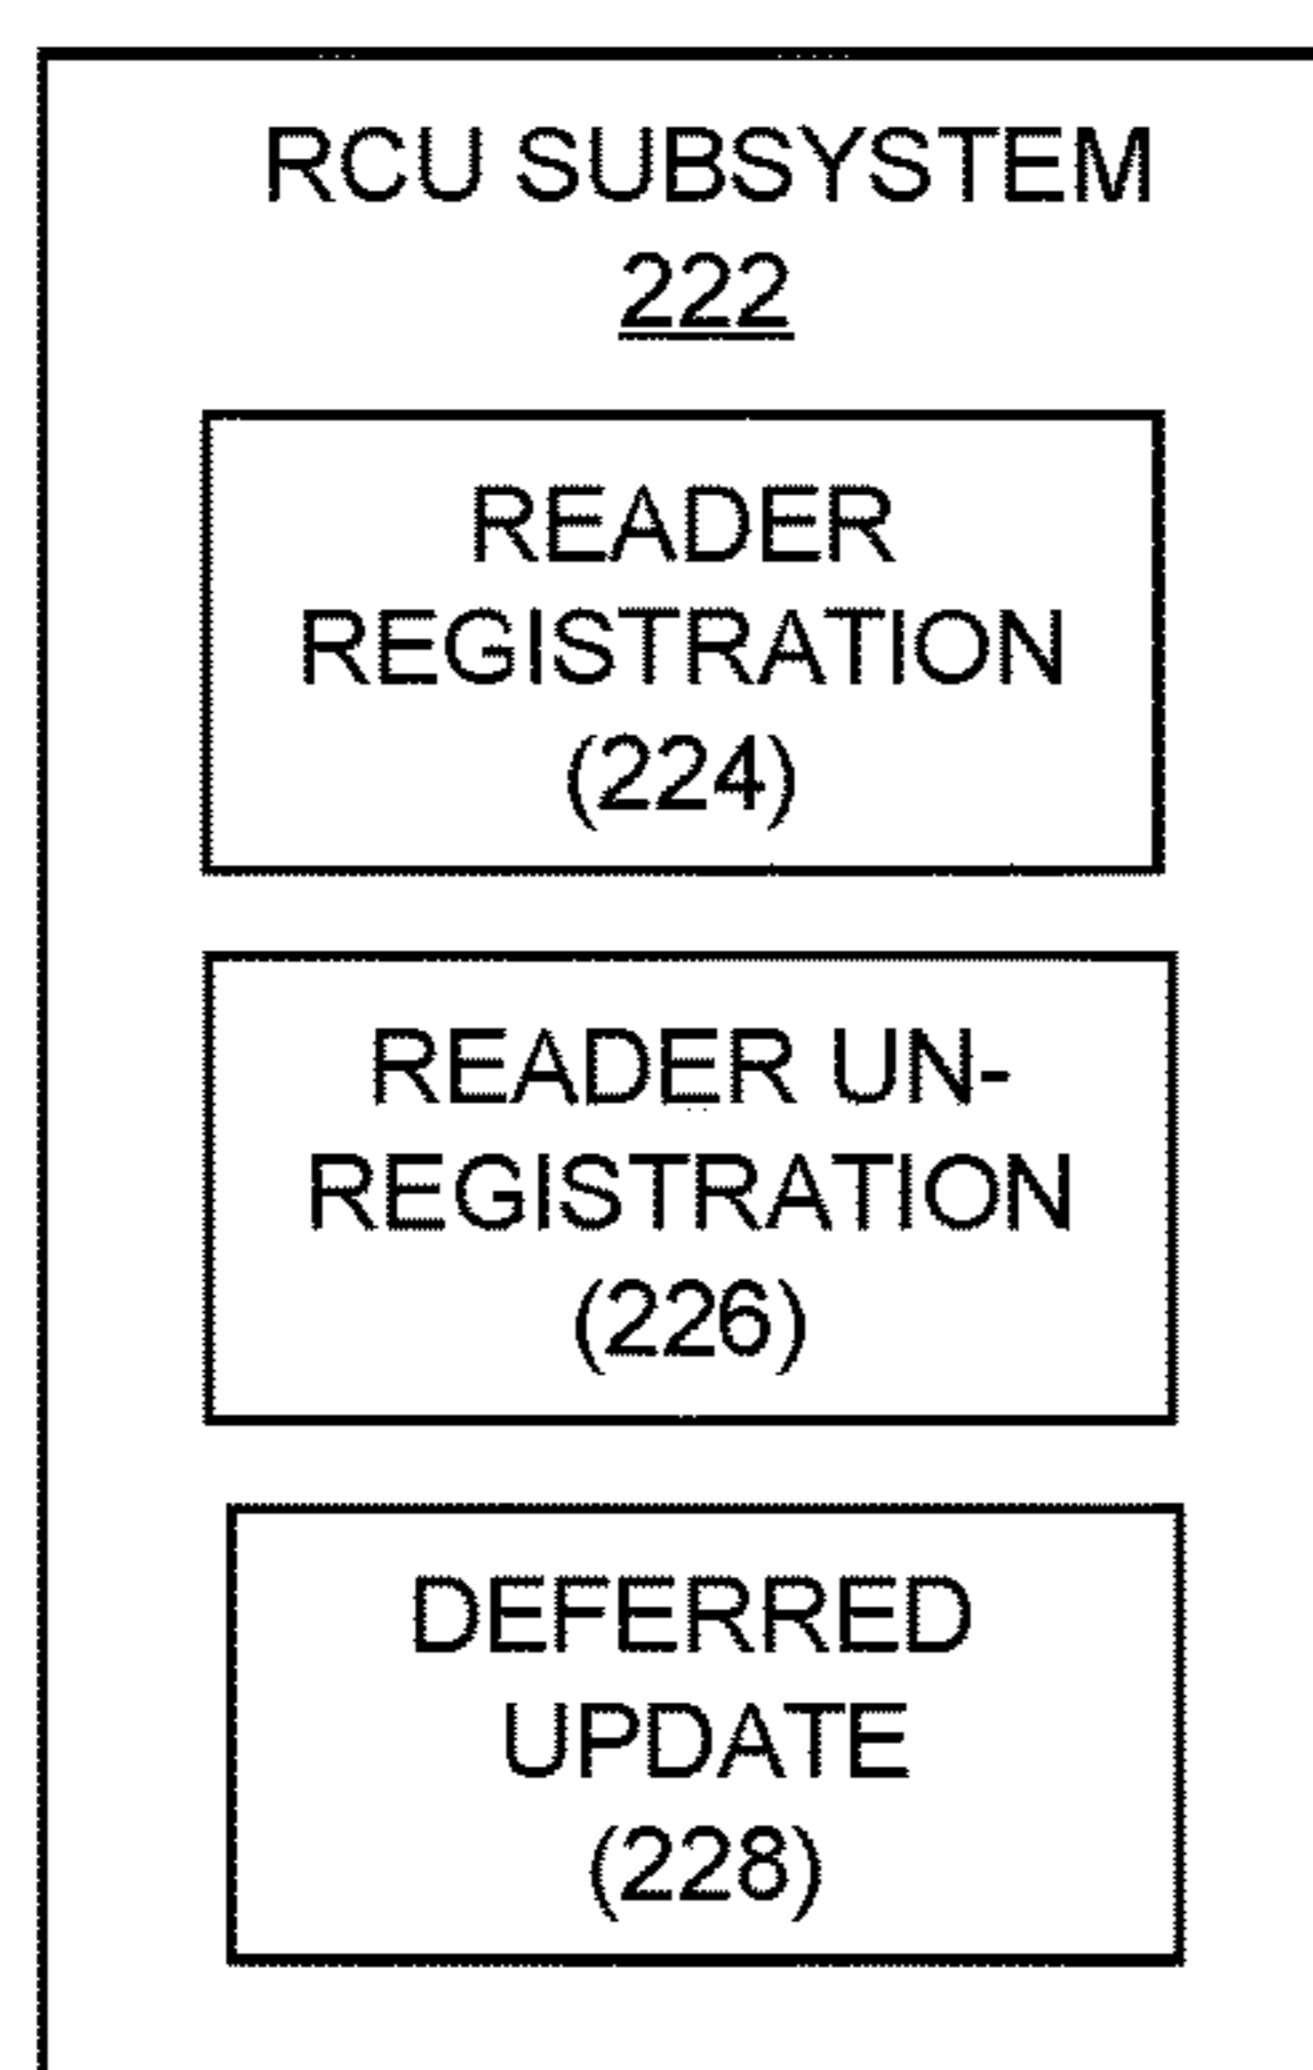 RCU SUBSYSTEM
222
READER
REGISTRATION
(224)
READER UN-
REGISTRATION
(226)
DEFERRED
UPDATE
(228)